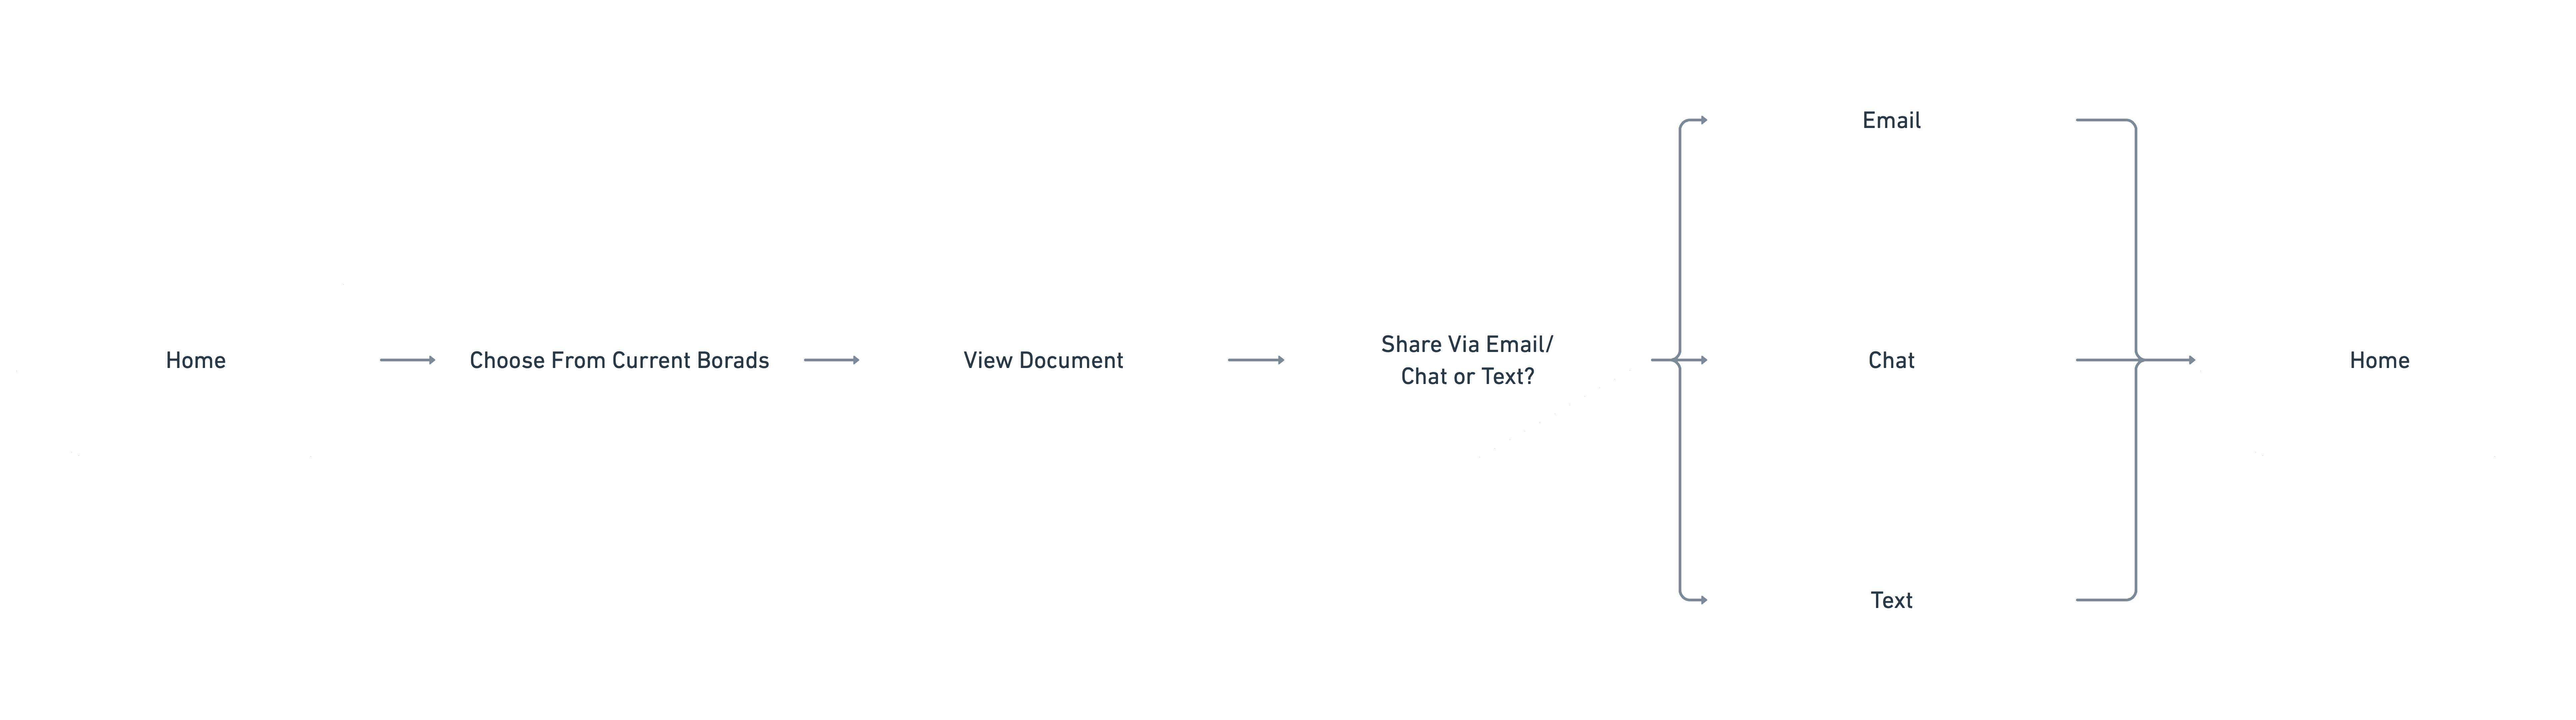 Home
Choose From Current Borads
View Document
Share Via Email/
Chat or Text?
Email
Chat
Text
Home